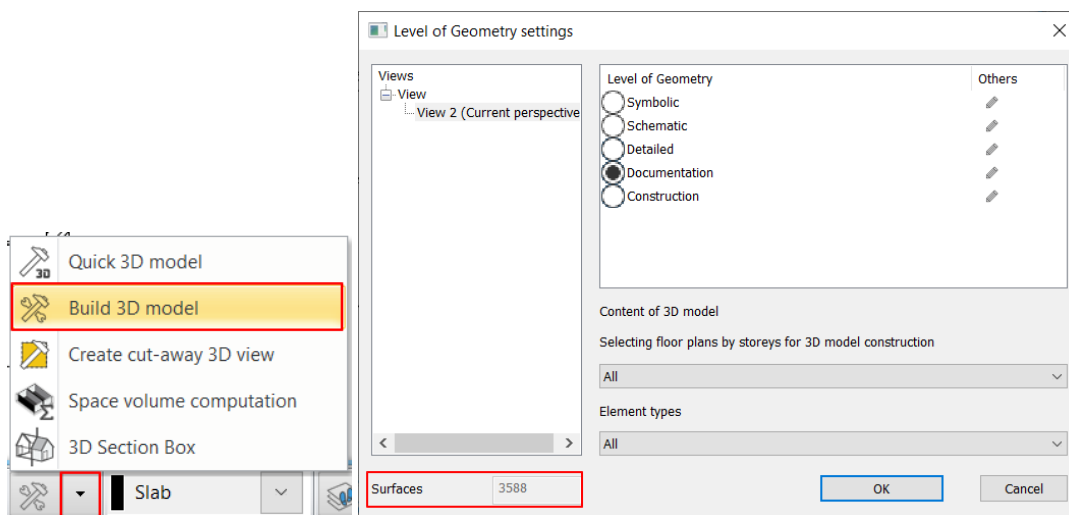 Quick 3D model
3D
Build 3D model
Create cut-away 3D view
Space volume computation
3D Section Box
Slab
Level of Geometry settings
Views
View
View 2 (Current perspective
Level of Geometry
Others
Symbolic
Schematic
Detailed
Documentation
Construction
Content of 3D model
Selecting floor plans by storeys for 3D model construction
All
Element types
All
Surfaces
3588
OK
Cancel